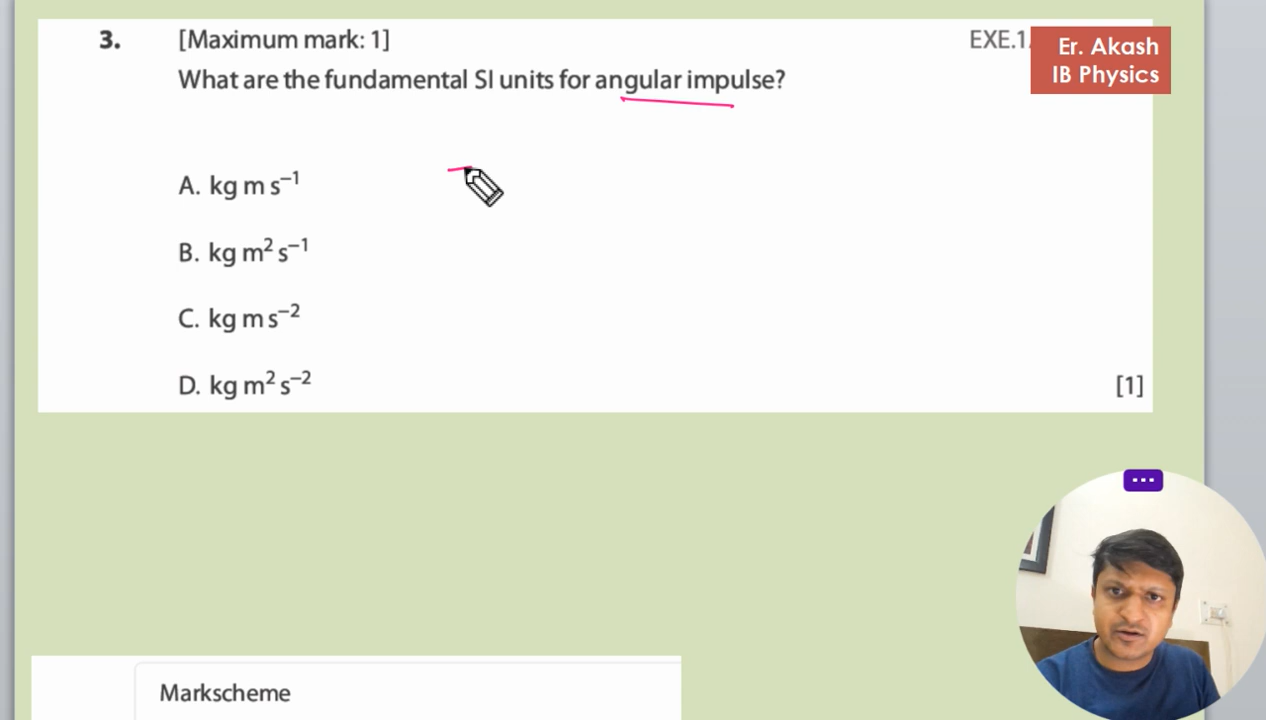 3. [Maximum mark: 1] EXE.1
Er. Akash
IB Physics
What are the fundamental SI units for angular impulse?
A. kg m s⁻¹
B. kg m² s⁻¹
C. kg m s⁻²
D. kg m² s⁻² [1]
Markscheme